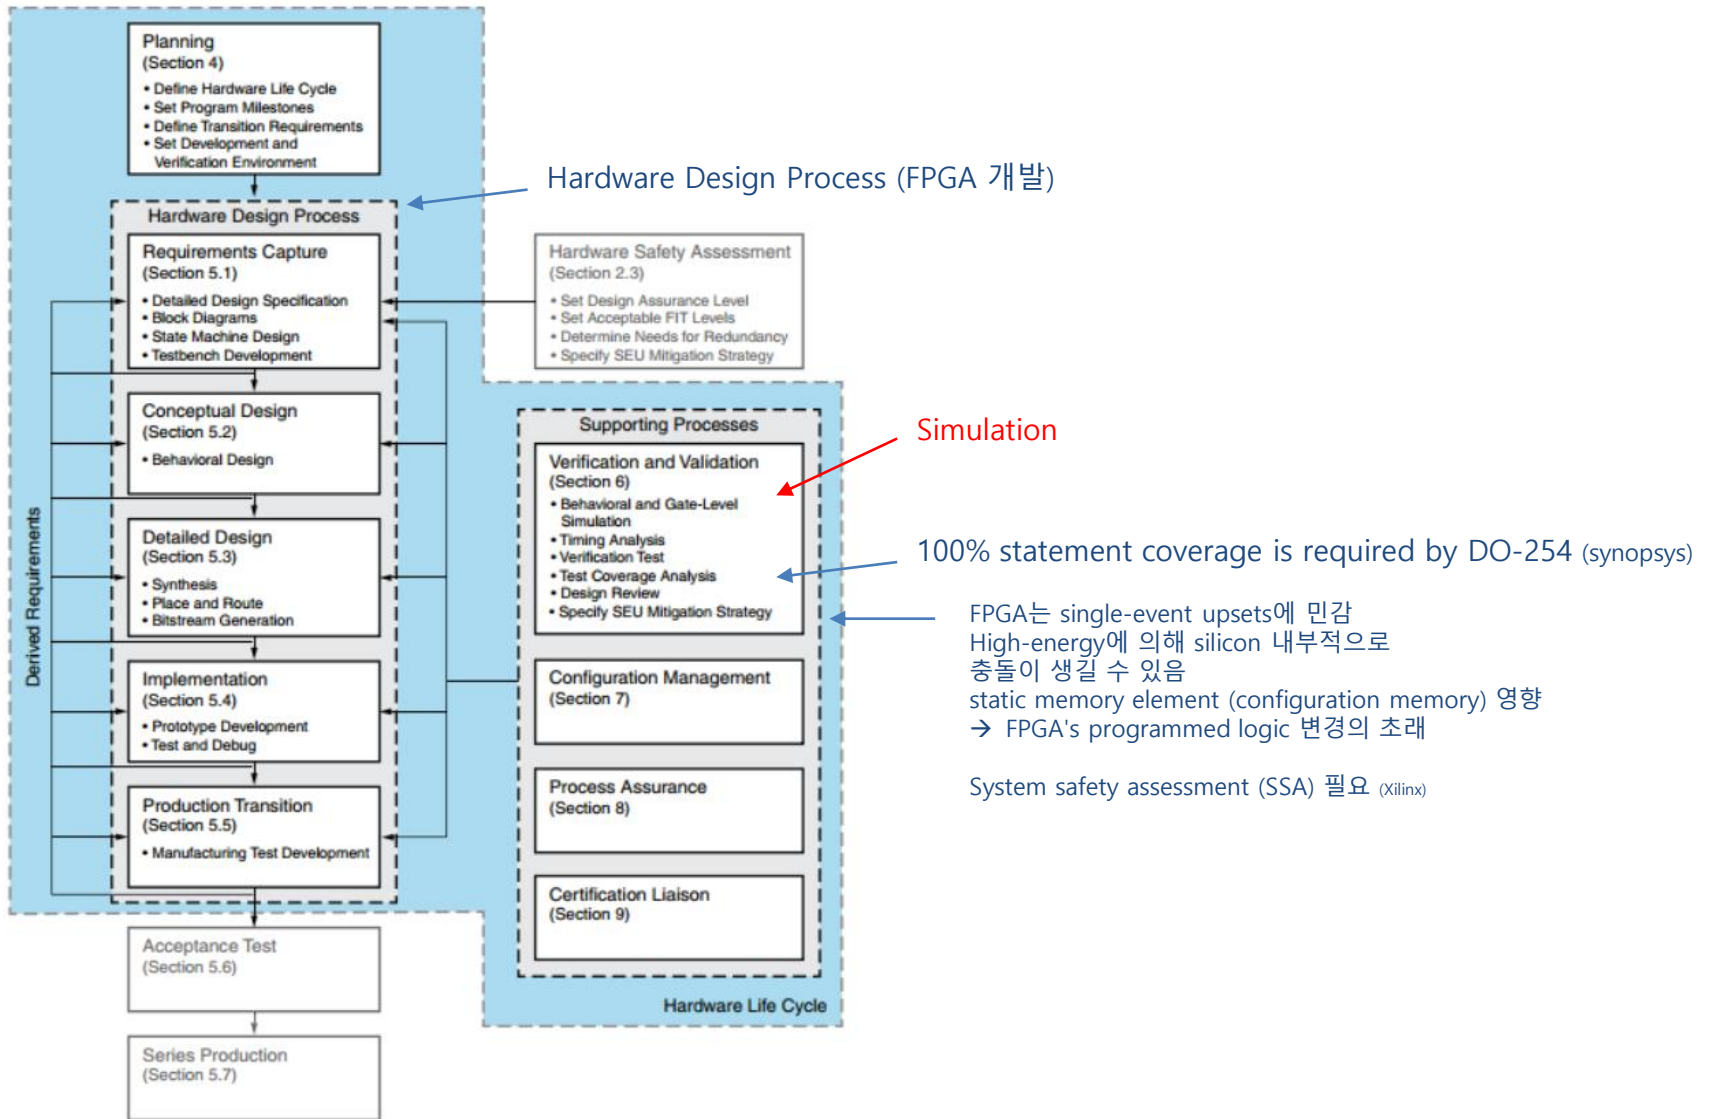 Planning
(Section 4)
• Define Hardware Life Cycle
• Set Program Milestones
• Define Transition Requirements
• Set Development and
Verification Environment
Hardware Design Process (FPGA 개발)
Hardware Design Process
Requirements Capture
(Section 5.1)
• Detailed Design Specification
• Block Diagrams
• State Machine Design
• Testbench Development
Hardware Safety Assessment
(Section 2.3)
• Set Design Assurance Level
• Set Acceptable FIT Levels
• Determine Needs for Redundancy
• Specify SEU Mitigation Strategy
Conceptual Design
(Section 5.2)
• Behavioral Design
Detailed Design
(Section 5.3)
• Synthesis
• Place and Route
• Bitstream Generation
Implementation
(Section 5.4)
• Prototype Development
• Test and Debug
Production Transition
(Section 5.5)
• Manufacturing Test Development
Derived Requirements
Acceptance Test
(Section 5.6)
Series Production
(Section 5.7)
Supporting Processes
Verification and Validation
(Section 6)
• Behavioral and Gate-Level
Simulation
• Timing Analysis
• Verification Test
• Test Coverage Analysis
• Design Review
• Specify SEU Mitigation Strategy
Configuration Management
(Section 7)
Process Assurance
(Section 8)
Certification Liaison
(Section 9)
Hardware Life Cycle
Simulation
100% statement coverage is required by DO-254 (synopsys)
FPGA는 single-event upsets에 민감
High-energy에 의해 silicon 내부적으로
충돌이 생길 수 있음
static memory element (configuration memory) 영향
→ FPGA's programmed logic 변경의 초래
System safety assessment (SSA) 필요 (Xilinx)